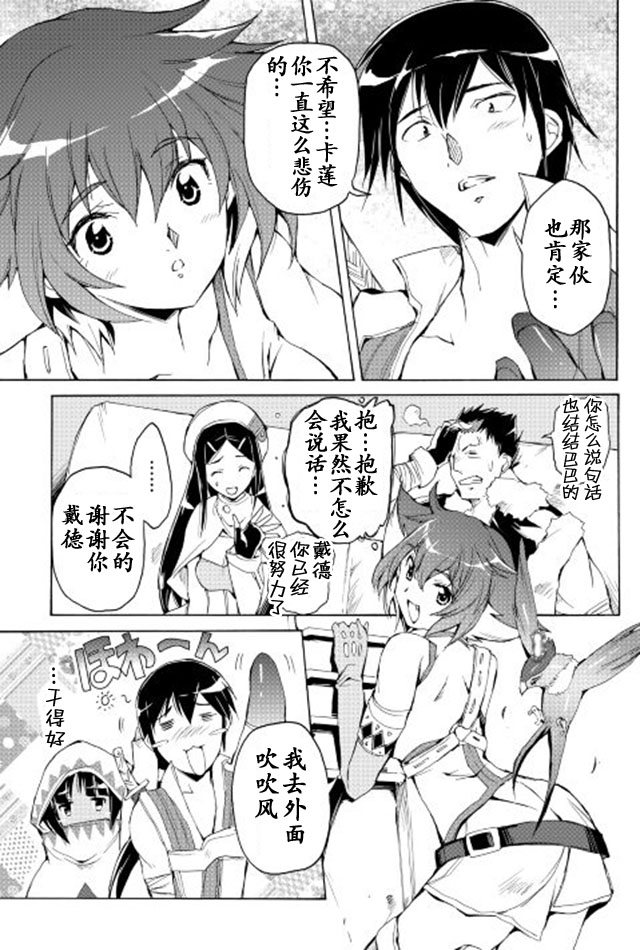 那家伙
也肯定…
不希望…卡莲
你一直这么悲伤
的…
你怎么说句话
也结结巴巴的
抱…抱歉
我果然不怎么
会说话…
戴德
你已经
很努力了
……
不会的
谢谢你
戴德
ほわーん
我去外面
吹吹风
…干得好